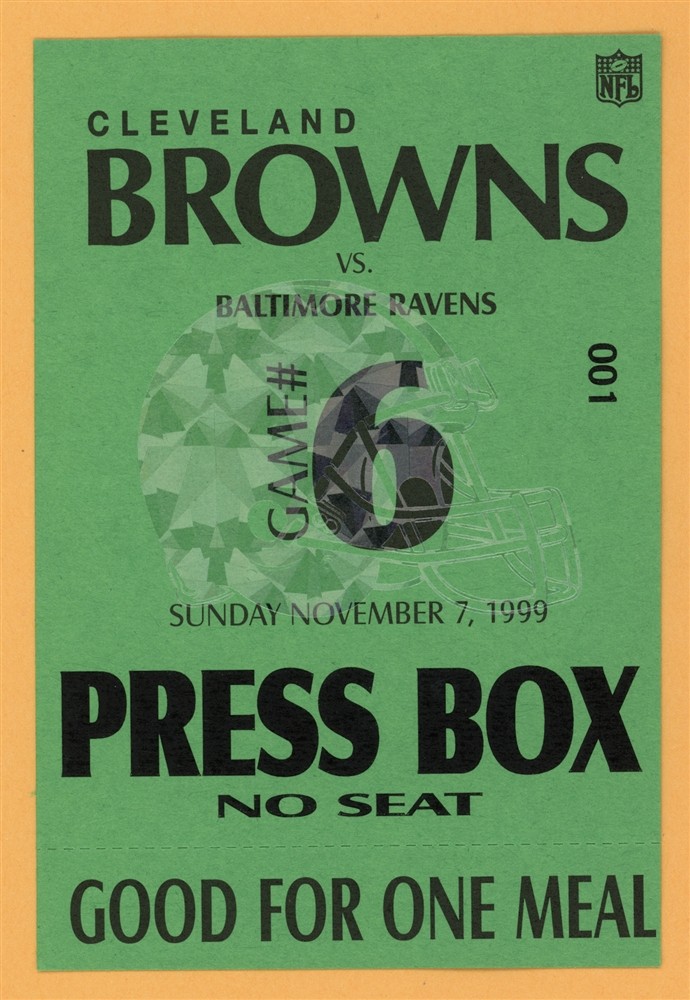 NFL
CLEVELAND
BROWNS
VS.
BALTIMORE RAVENS
001
GAME#
6
SUNDAY NOVEMBER 7, 1999
PRESS BOX
NO SEAT
GOOD FOR ONE MEAL